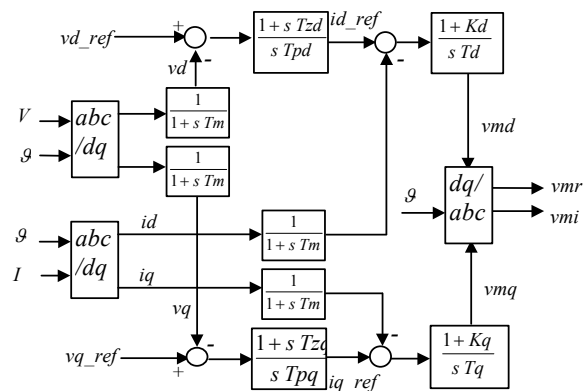 vd_ref
+
-
vd
1 + s Tzd
s Tpd
id_ref
-
1 + Kd
s Td
V
ϑ
abc
/dq
1
1 + s Tm
1
1 + s Tm
vmd
ϑ
dq/
abc
vmr
vmi
ϑ
I
abc
/dq
id
1
1 + s Tm
iq
1
1 + s Tm
vq
vmq
vq_ref
-
+
1 + s Tzq
s Tpq
iq_ref
-
1 + Kq
s Tq